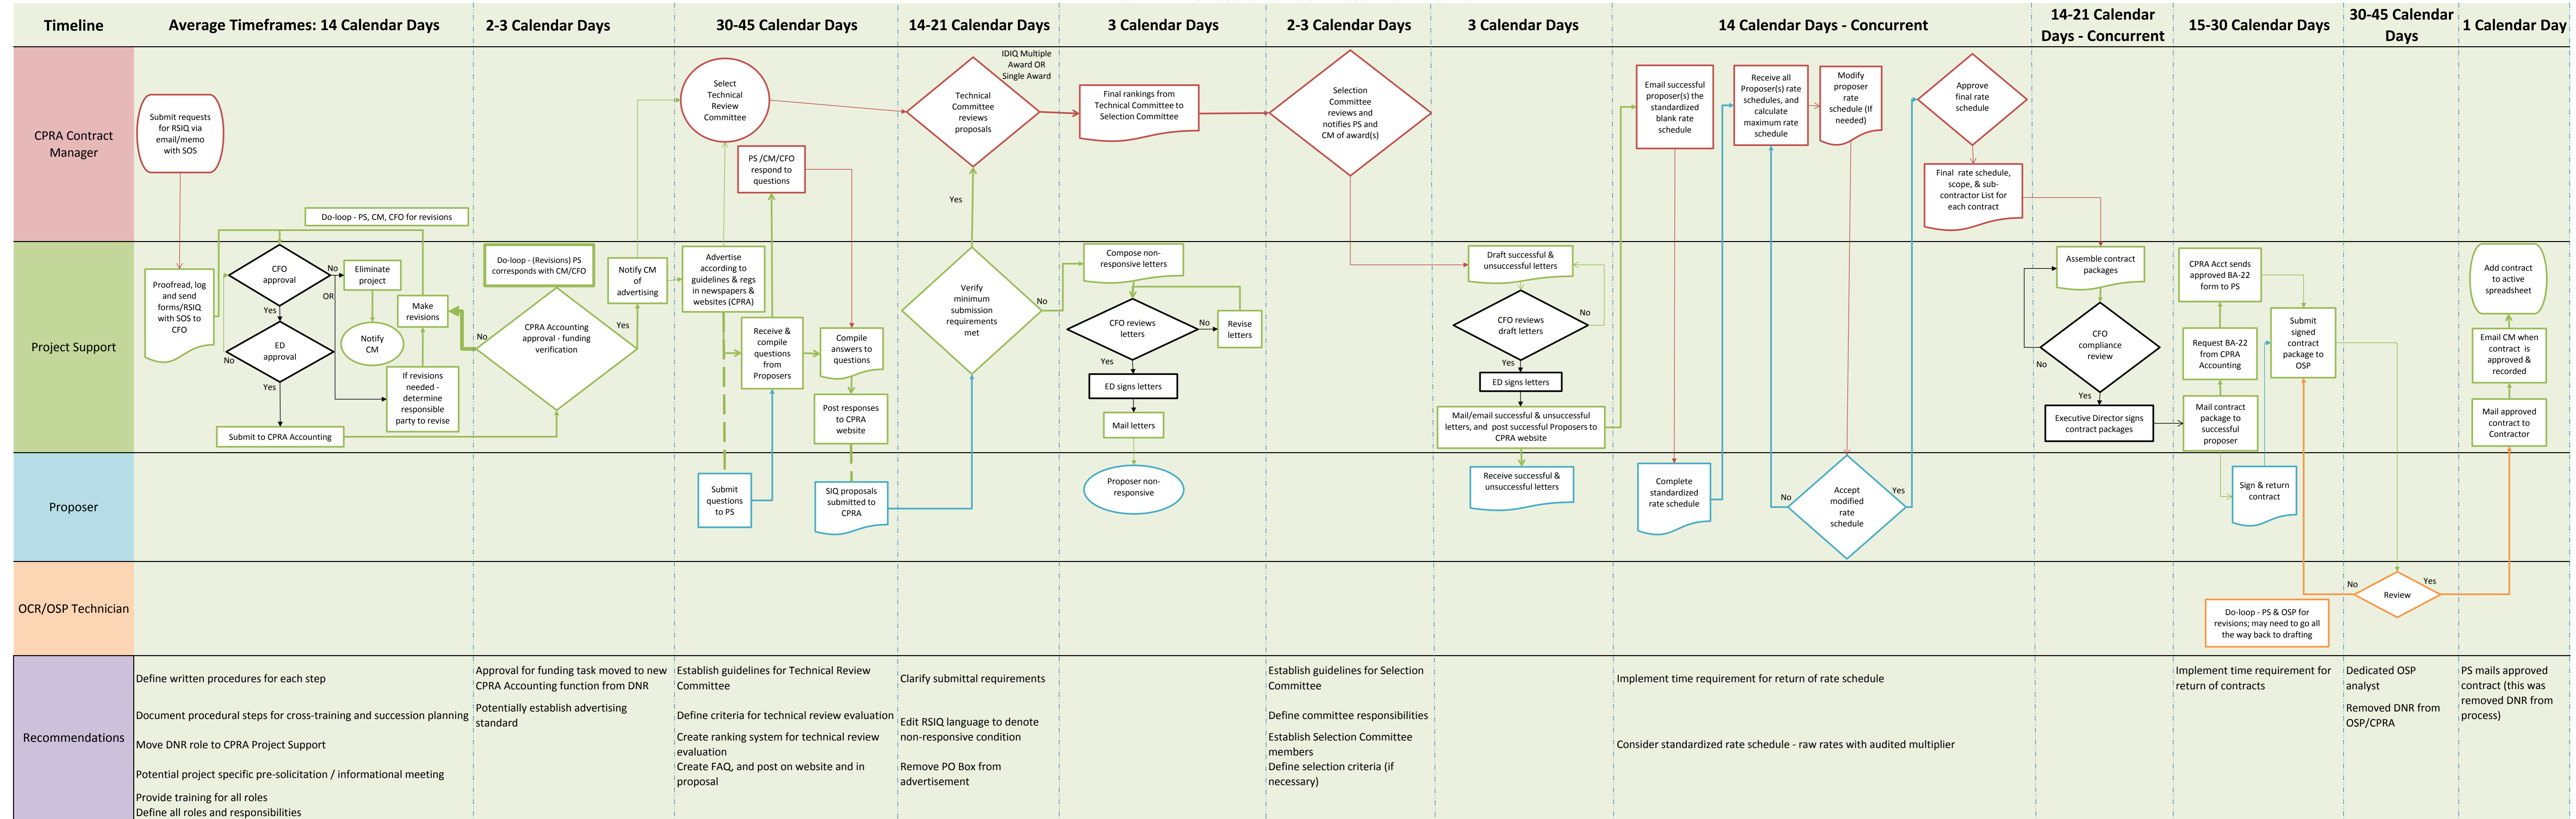 Timeline
Average Timeframes: 14 Calendar Days
2-3 Calendar Days
30-45 Calendar Days
14-21 Calendar Days
3 Calendar Days
2-3 Calendar Days
3 Calendar Days
14 Calendar Days - Concurrent
14-21 Calendar
Days - Concurrent
15-30 Calendar Days
30-45 Calendar
Days
1 Calendar Day
CPRA Contract
Manager
Submit requests
for RSIQ via
email/memo
with SOS
Do-loop - PS, CM, CFO for revisions
Select
Technical
Review
Committee
PS /CM/CFO
respond to
questions
IDIQ Multiple
Award OR
Single Award
Technical
Committee
reviews
proposals
Yes
Final rankings from
Technical Committee to
Selection Committee
Selection
Committee
reviews and
notifies PS and
CM of award(s)
Email successful
proposer(s) the
standardized
blank rate
schedule
Receive all
Proposer(s) rate
schedules, and
calculate
maximum rate
schedule
Modify
proposer
rate
schedule (If
needed)
Approve
final rate
schedule
Final rate schedule,
scope, & sub-
contractor List for
each contract
Project Support
Proofread, log
and send
forms/RSIQ
with SOS to
CFO
CFO
approval
No
OR
Yes
ED
approval
No
Yes
Submit to CPRA Accounting
Eliminate
project
Notify
CM
Make
revisions
If revisions
needed -
determine
responsible
party to revise
Do-loop - (Revisions) PS
corresponds with CM/CFO
CPRA Accounting
approval - funding
verification
No
Yes
Notify CM
of
advertising
Advertise
according to
guidelines & regs
in newspapers &
websites (CPRA)
Receive &
compile
questions
from
Proposers
Compile
answers to
questions
Post responses
to CPRA
website
Verify
minimum
submission
requirements
met
No
Compose non-
responsive letters
CFO reviews
letters
No
Revise
letters
Yes
ED signs letters
Mail letters
Draft successful &
unsuccessful letters
CFO reviews
draft letters
No
Yes
ED signs letters
Mail/email successful & unsuccessful
letters, and post successful Proposers to
CPRA website
Assemble contract
packages
CFO
compliance
review
No
Yes
Executive Director signs
contract packages
CPRA Acct sends
approved BA-22
form to PS
Request BA-22
from CPRA
Accounting
Mail contract
package to
successful
proposer
Submit
signed
contract
package to
OSP
Add contract
to active
spreadsheet
Email CM when
contract is
approved &
recorded
Mail approved
contract to
Contractor
Proposer
Submit
questions
to PS
SIQ proposals
submitted to
CPRA
Proposer non-
responsive
Receive successful &
unsuccessful letters
Complete
standardized
rate schedule
No
Accept
modified
rate
schedule
Yes
Sign & return
contract
OCR/OSP Technician
Do-loop - PS & OSP for
revisions; may need to go all
the way back to drafting
No
Review
Yes
Recommendations
Define written procedures for each step
Document procedural steps for cross-training and succession planning
Move DNR role to CPRA Project Support
Potential project specific pre-solicitation / informational meeting
Provide training for all roles
Define all roles and responsibilities
Approval for funding task moved to new
CPRA Accounting function from DNR
Potentially establish advertising
standard
Establish guidelines for Technical Review
Committee
Define criteria for technical review evaluation
Create ranking system for technical review
evaluation
Create FAQ, and post on website and in
proposal
Clarify submittal requirements
Edit RSIQ language to denote
non-responsive condition
Remove PO Box from
advertisement
Establish guidelines for Selection
Committee
Define committee responsibilities
Establish Selection Committee
members
Define selection criteria (if
necessary)
Implement time requirement for return of rate schedule
Consider standardized rate schedule - raw rates with audited multiplier
Implement time requirement for
return of contracts
Dedicated OSP
analyst
Removed DNR from
OSP/CPRA
PS mails approved
contract (this was
removed DNR from
process)